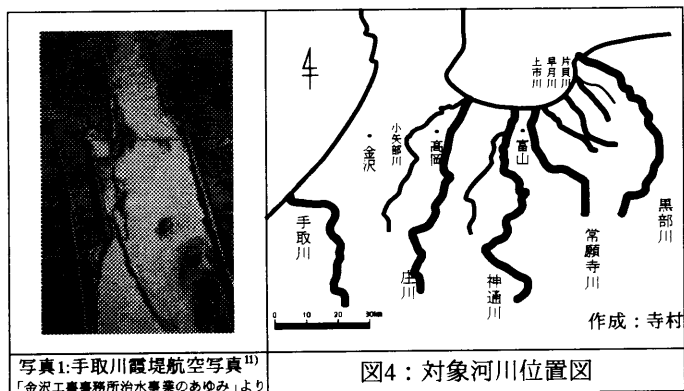 片貝川
早月川
上市川
小矢部川
・金沢
・高岡
・富山
手取川
庄川
神通川
常願寺川
黒部川
0 10 20 30km
作成：寺村
写真1:手取川霞堤航空写真11)
「金沢工事事務所治水事業のあゆみ」より
図4：対象河川位置図